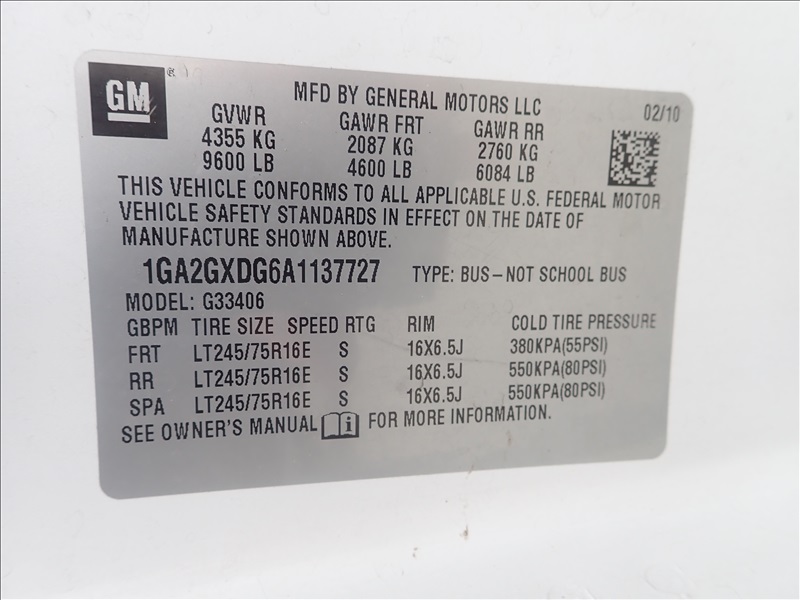 GM ®
MFD BY GENERAL MOTORS LLC 02/10
GVWR GAWR FRT GAWR RR
4355 KG 2087 KG 2760 KG
9600 LB 4600 LB 6084 LB
THIS VEHICLE CONFORMS TO ALL APPLICABLE U.S. FEDERAL MOTOR
VEHICLE SAFETY STANDARDS IN EFFECT ON THE DATE OF
MANUFACTURE SHOWN ABOVE.
1GA2GXDG6A1137727 TYPE: BUS-NOT SCHOOL BUS
MODEL: G33406
GBPM TIRE SIZE SPEED RTG RIM COLD TIRE PRESSURE
FRT LT245/75R16E S 16X6.5J 380KPA(55PSI)
RR LT245/75R16E S 16X6.5J 550KPA(80PSI)
SPA LT245/75R16E S 16X6.5J 550KPA(80PSI)
SEE OWNER'S MANUAL i FOR MORE INFORMATION.